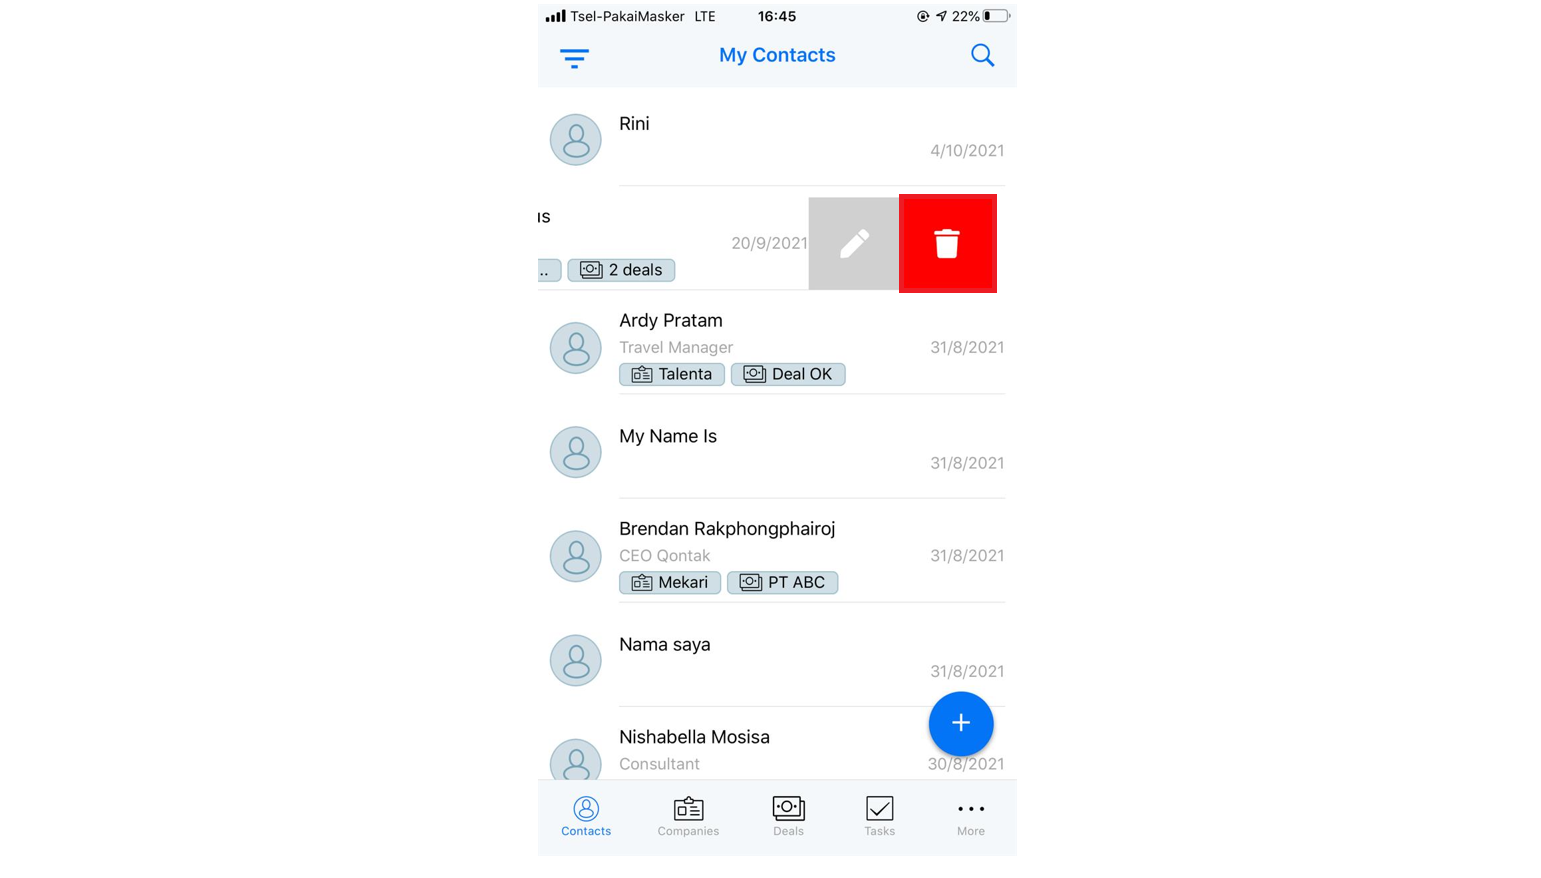 Tsel-PakaiMasker LTE 16:45 22%
My Contacts
Rini
4/10/2021
us
20/9/2021
.. 2 deals
Ardy Pratam
Travel Manager 31/8/2021
Talenta Deal OK
My Name Is
31/8/2021
Brendan Rakphongphairoj
CEO Qontak 31/8/2021
Mekari PT ABC
Nama saya
31/8/2021
+
Nishabella Mosisa
Consultant 30/8/2021
Contacts Companies Deals Tasks More